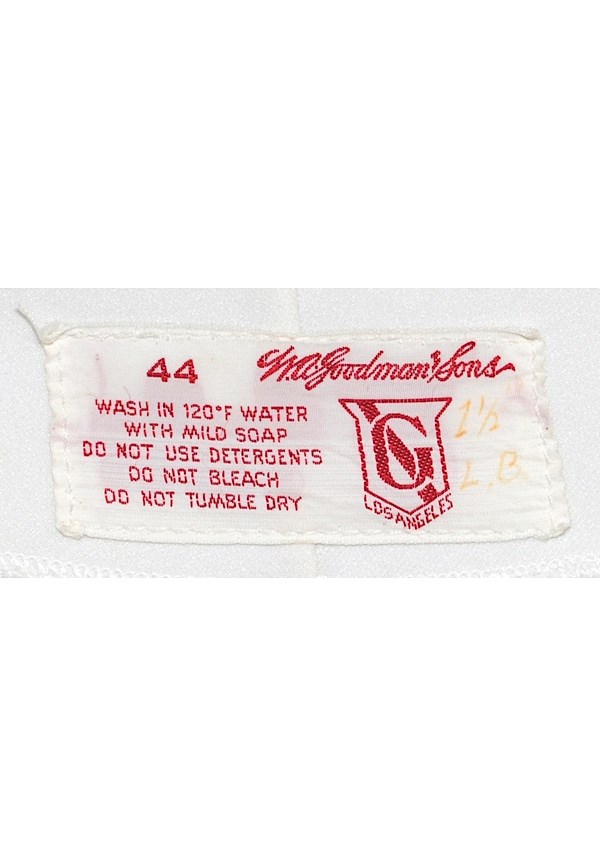 44
W.A. Goodman & Sons
WASH IN 120°F WATER
WITH MILD SOAP
DO NOT USE DETERGENTS
DO NOT BLEACH
DO NOT TUMBLE DRY
G
LOS ANGELES
1½
L.B.